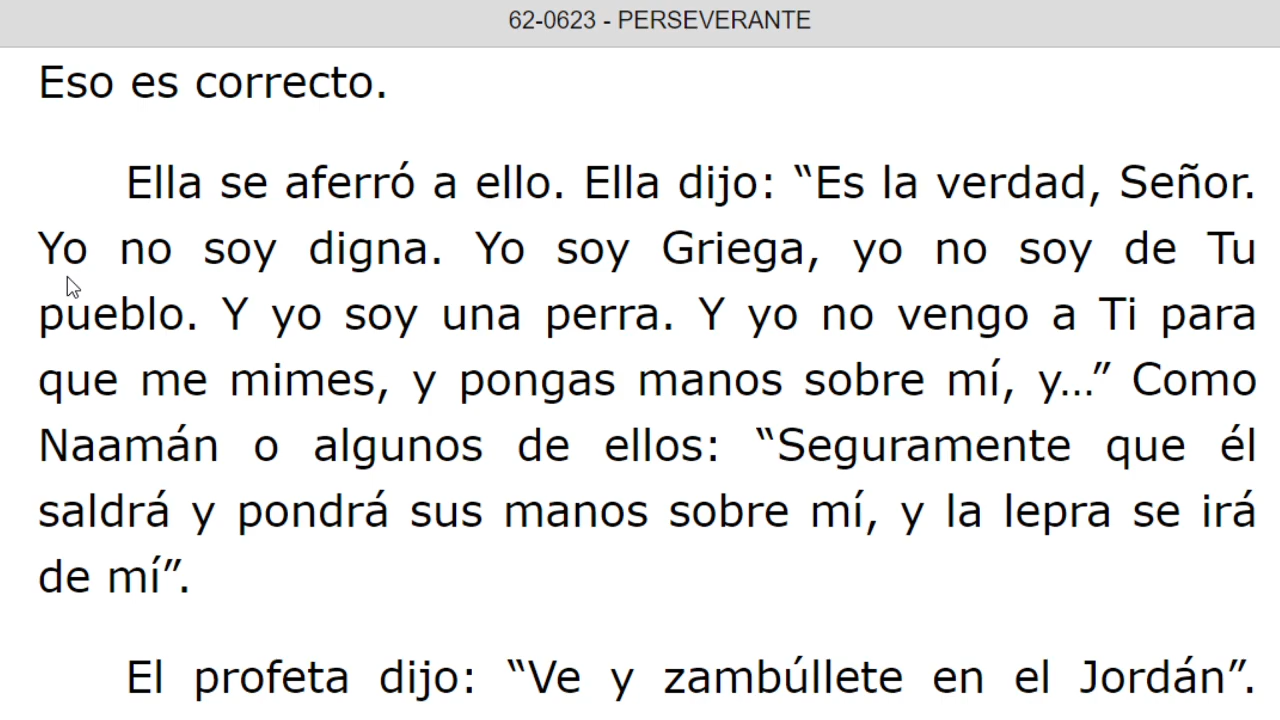 62-0623 - PERSEVERANTE
Eso es correcto.
Ella se aferró a ello. Ella dijo: “Es la verdad, Señor.
Yo no soy digna. Yo soy Griega, yo no soy de Tu
pueblo. Y yo soy una perra. Y yo no vengo a Ti para
que me mimes, y pongas manos sobre mí, y…” Como
Naamán o algunos de ellos: “Seguramente que él
saldrá y pondrá sus manos sobre mí, y la lepra se irá
de mí”.
El profeta dijo: “Ve y zambúllete en el Jordán”.